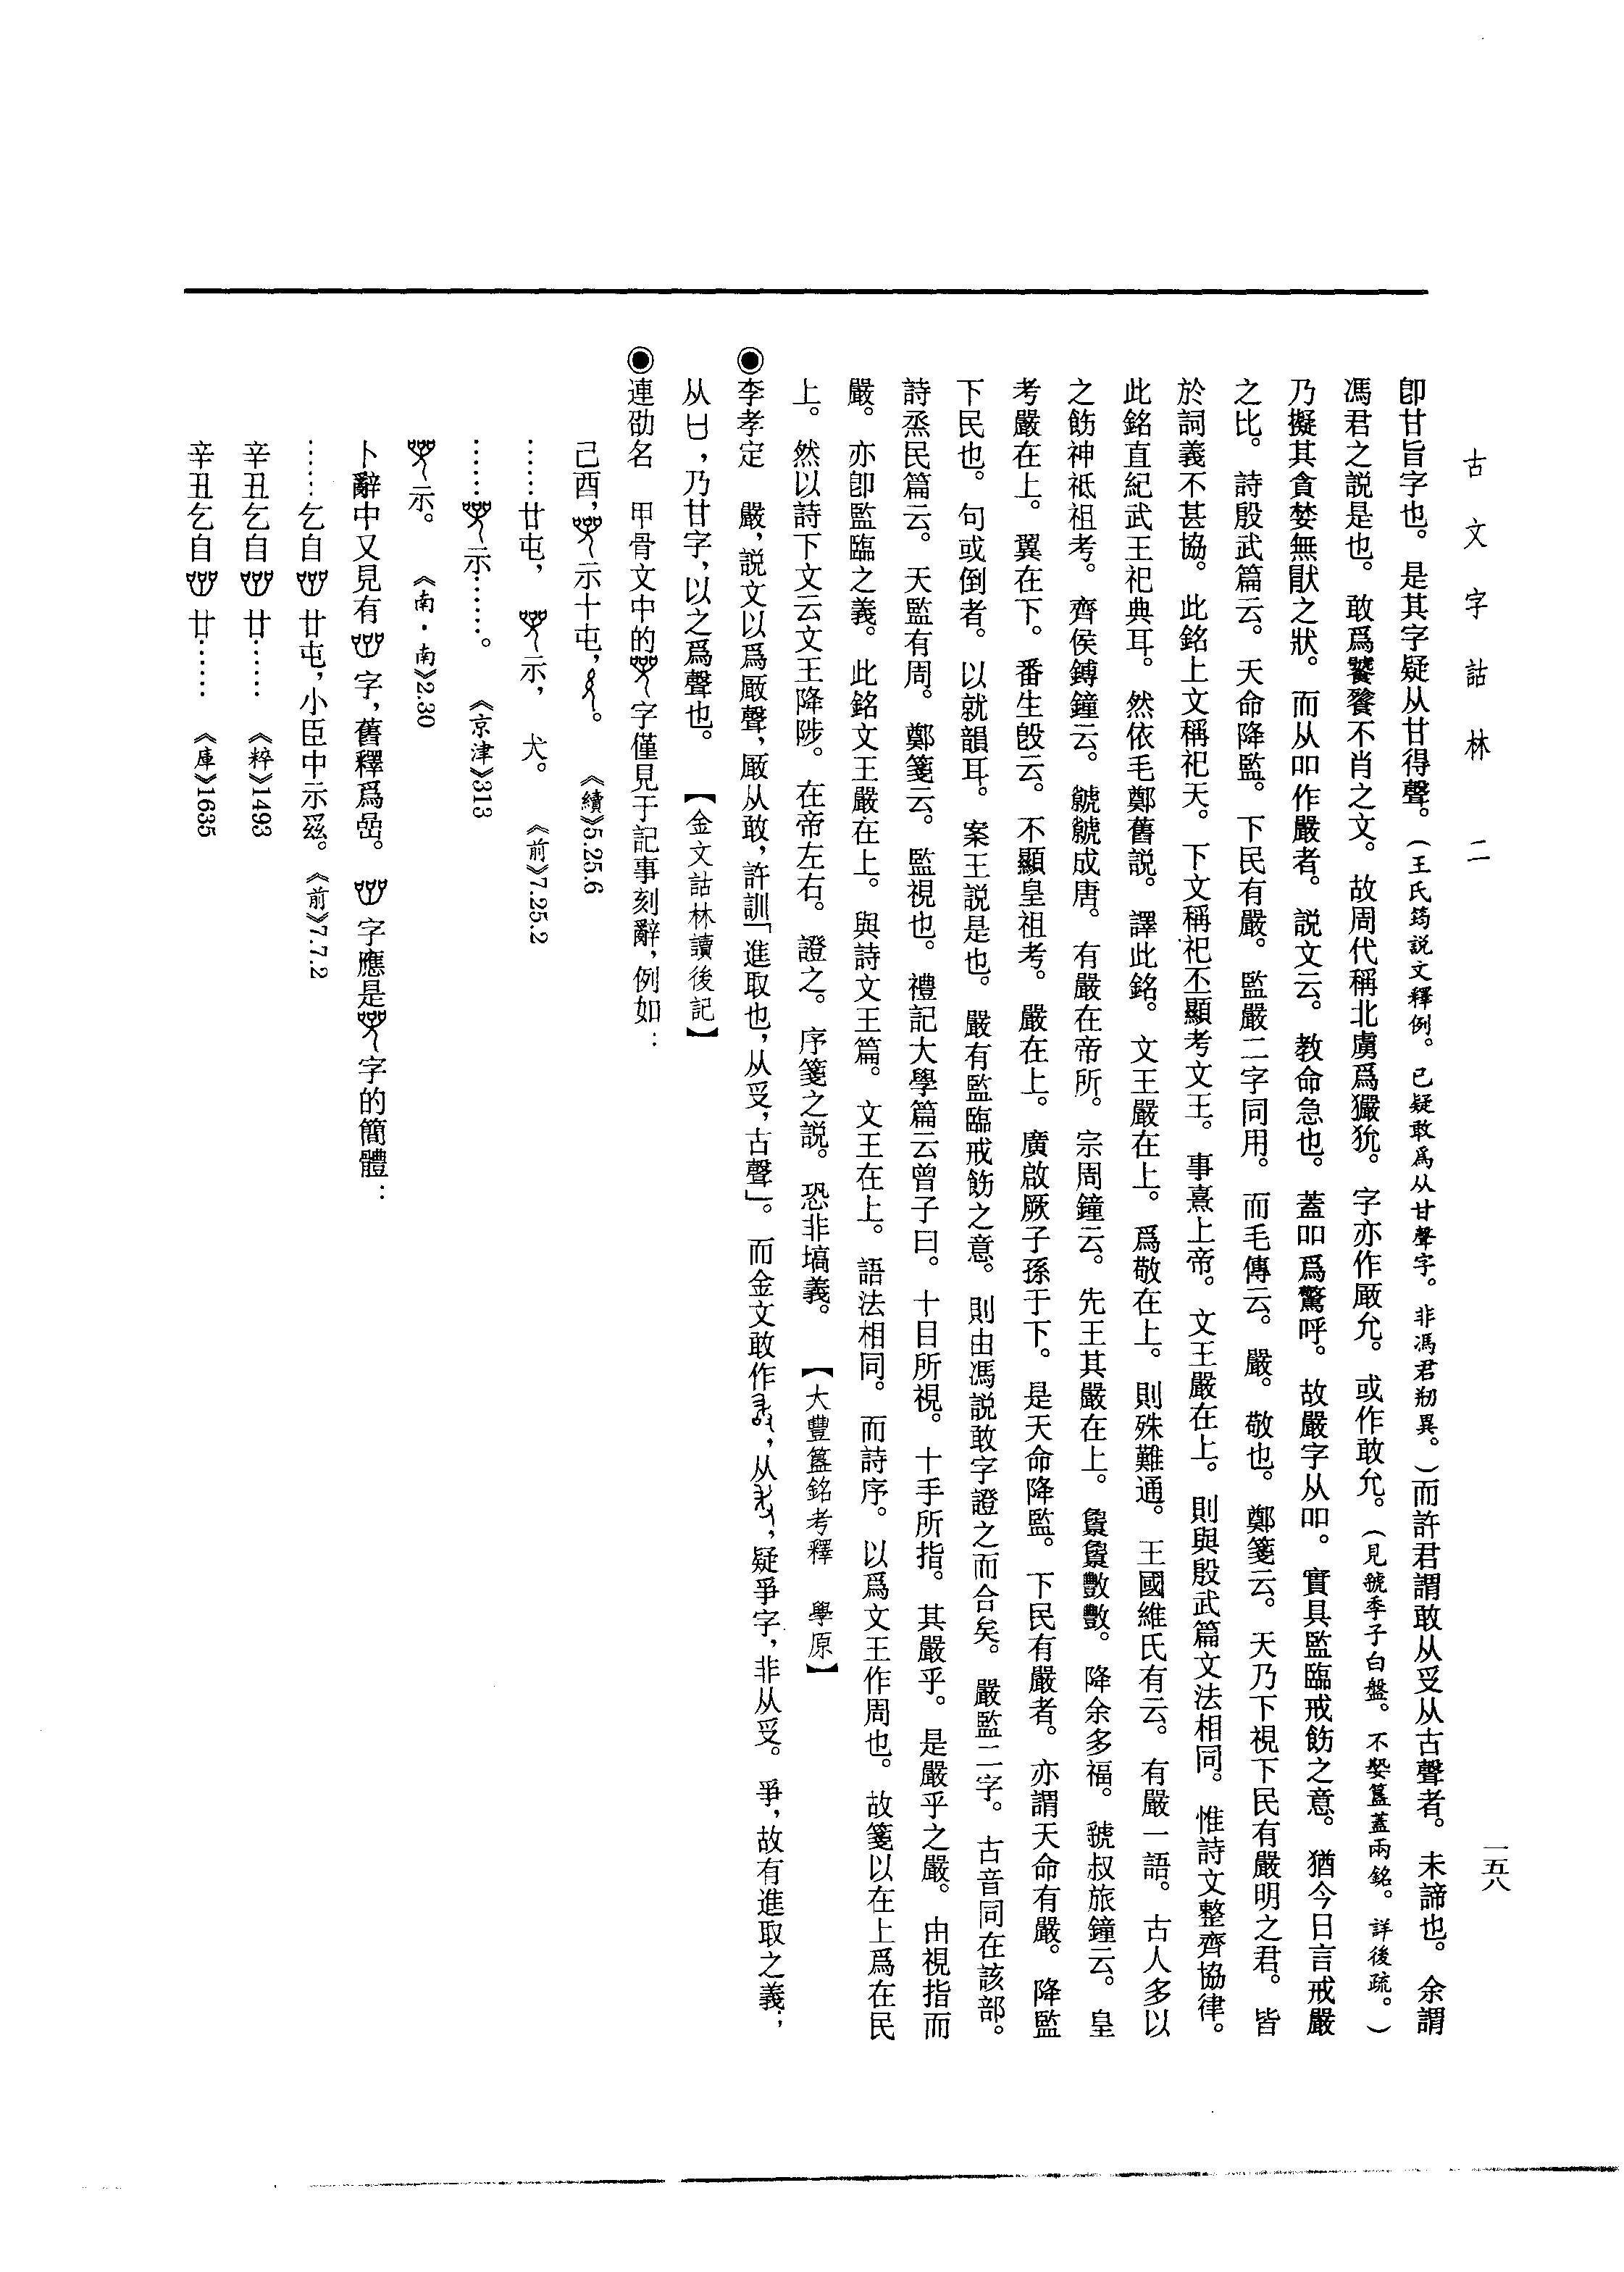 古文字詁林 二
一五八
卽甘旨字也。是其字疑从甘得聲。(王氏筠説文釋例。已疑敢爲从甘聲字。非馮君剏異。)而許君謂敢从𠬪从古聲者。未諦也。余謂
馮君之説是也。敢爲饕餮不肖之文。故周代稱北虜爲玁狁。字亦作厰允。或作敢允。(見虢季子白盤。不𡢁簋蓋兩銘。詳後疏。)
乃擬其貪婪無猒之狀。而从吅作嚴者。説文云。教命急也。蓋吅爲驚呼。故嚴字从吅。實具監臨戒飭之意。猶今日言戒嚴
之比。詩殷武篇云。天命降監。下民有嚴。監嚴二字同用。而毛傳云。嚴。敬也。鄭箋云。天乃下視下民有嚴明之君。皆
於詞義不甚協。此銘上文稱祀天。下文稱祀丕顯考文王。事熹上帝。文王嚴在上。則與殷武篇文法相同。惟詩文整齊協律。
此銘直紀武王祀典耳。然依毛鄭舊説。譯此銘。文王嚴在上。爲敬在上。則殊難通。王國維氏有云。有嚴一語。古人多以
之飭神祗祖考。齊侯鎛鐘云。虩虩成唐。有嚴在帝所。宗周鐘云。先王其嚴在上。㲋㲋數數。降余多福。虢叔旅鐘云。皇
考嚴在上。翼在下。番生𣪘云。不顯皇祖考。嚴在上。廣啟厥子孫于下。是天命降監。下民有嚴者。亦謂天命有嚴。降監
下民也。句或倒者。以就韻耳。案王説是也。嚴有監臨戒飭之意。則由馮説敢字證之而合矣。嚴監二字。古音同在該部。
詩烝民篇云。天監有周。鄭箋云。監視也。禮記大學篇云曾子曰。十目所視。十手所指。其嚴乎。是嚴乎之嚴。由視指而
嚴。亦卽監臨之義。此銘文王嚴在上。與詩文王篇。文王在上。語法相同。而詩序。以爲文王作周也。故箋以在上爲在民
上。然以詩下文云文王降陟。在帝左右。證之。序箋之説。恐非塙義。【大豐簋銘考釋 學原】
◉李孝定 嚴,説文以爲厰聲,厰从敢,許訓「進取也,从𠬪,古聲」。而金文敢作,从,疑爭字,非从𠬪。爭,故有進取之義;
从㠯,乃甘字,以之爲聲也。【金文詁林讀後記】
◉連劭名 甲骨文中的字僅見于記事刻辭,例如:
己酉,示十屯,。 《續》5.25.6
……廿屯,示,犬。 《前》7.25.2
……示……。 《京津》313
示。 《南·南》2.30
卜辭中又見有字,舊釋爲嵒。字應是字的簡體:
……乞自廿屯,小臣中示䇂。《前》7.7.2
辛丑乞自廿…… 《粹》1493
辛丑乞自廿…… 《庫》1635